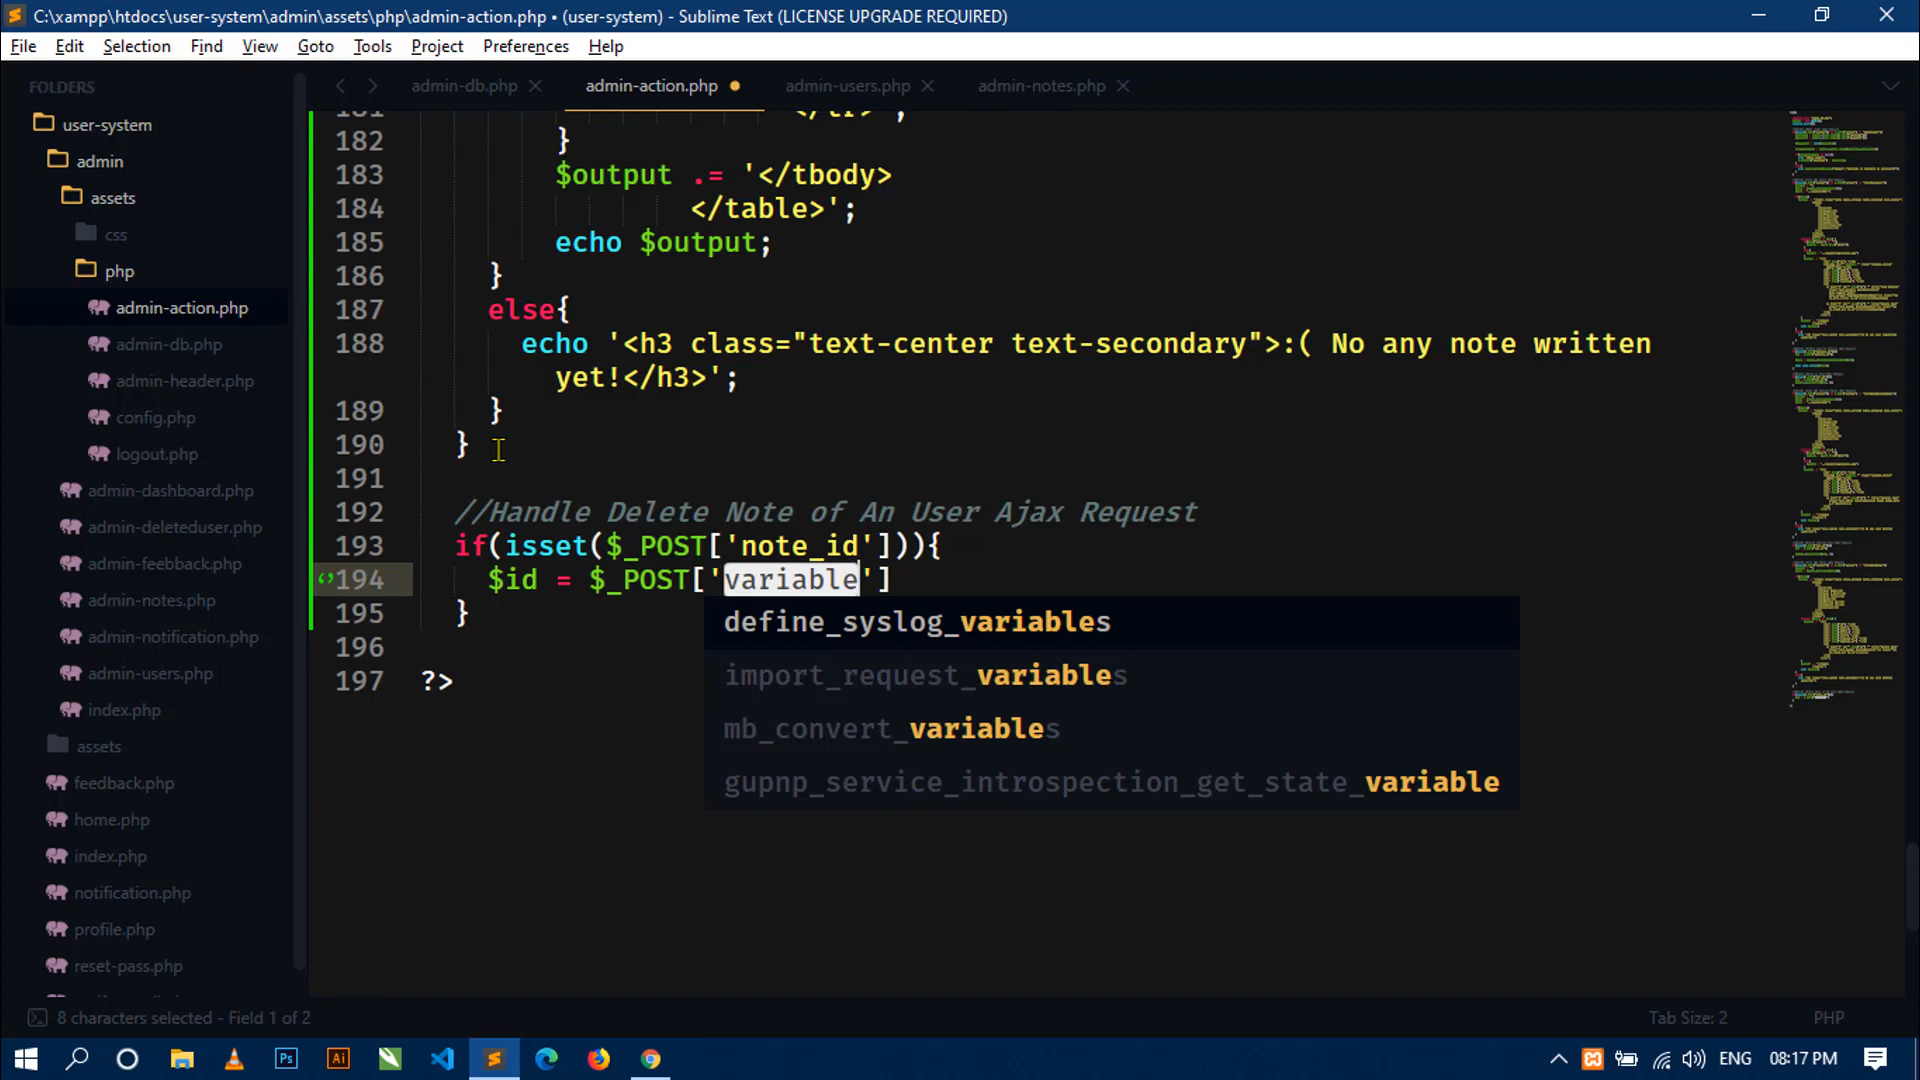 C:\xampp\htdocs\user-system\admin\assets\php\admin-action.php • (user-system) - Sublime Text (LICENSE UPGRADE REQUIRED)
File Edit Selection Find View Goto Tools Project Preferences Help
FOLDERS
user-system
admin
assets
css
php
admin-action.php
admin-db.php
admin-header.php
config.php
logout.php
admin-dashboard.php
admin-deleteduser.php
admin-feebback.php
admin-notes.php
admin-notification.php
admin-users.php
index.php
assets
feedback.php
home.php
index.php
notification.php
profile.php
reset-pass.php
admin-db.php admin-action.php admin-users.php admin-notes.php
181 </tr>';
182 }
183 $output .= '</tbody>
184 </table>';
185 echo $output;
186 }
187 else{
188 echo '<h3 class="text-center text-secondary">:( No any note written
yet!</h3>';
189 }
190 }
191
192 //Handle Delete Note of An User Ajax Request
193 if(isset($_POST['note_id'])){
194 $id = $_POST['variable']
195 }
196
197 ?>
define_syslog_variables
import_request_variables
mb_convert_variables
gupnp_service_introspection_get_state_variable
8 characters selected - Field 1 of 2
Tab Size: 2 PHP
ENG 08:17 PM